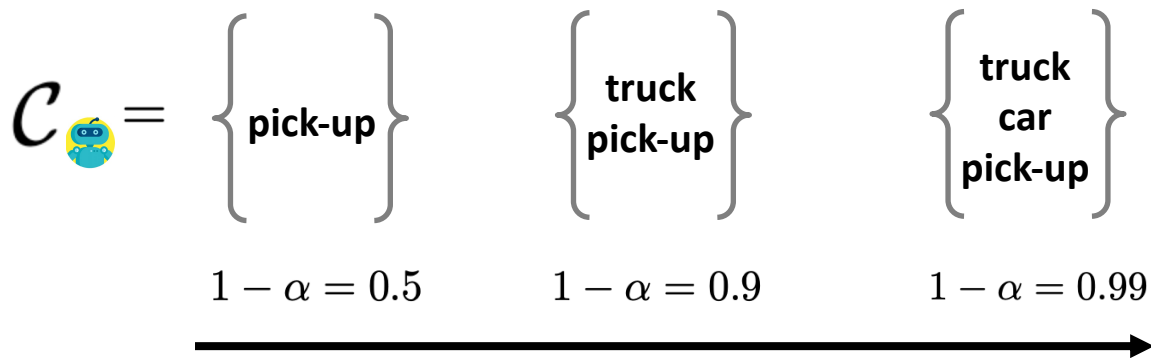 𝒞 =
{ pick-up }
{ truck
pick-up }
{ truck
car
pick-up }
1 − α = 0.5
1 − α = 0.9
1 − α = 0.99